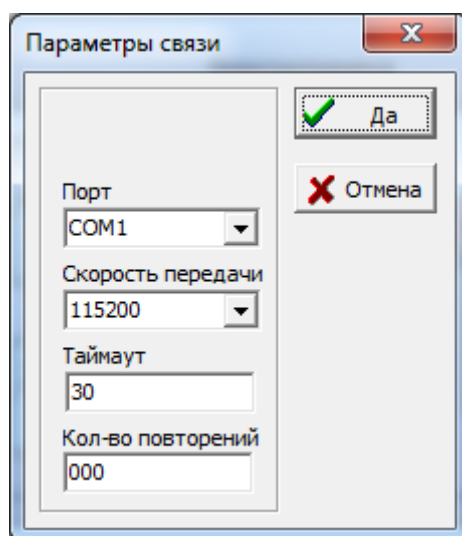 Параметры связи
Да
Отмена
Порт
COM1
Скорость передачи
115200
Таймаут
30
Кол-во повторений
000